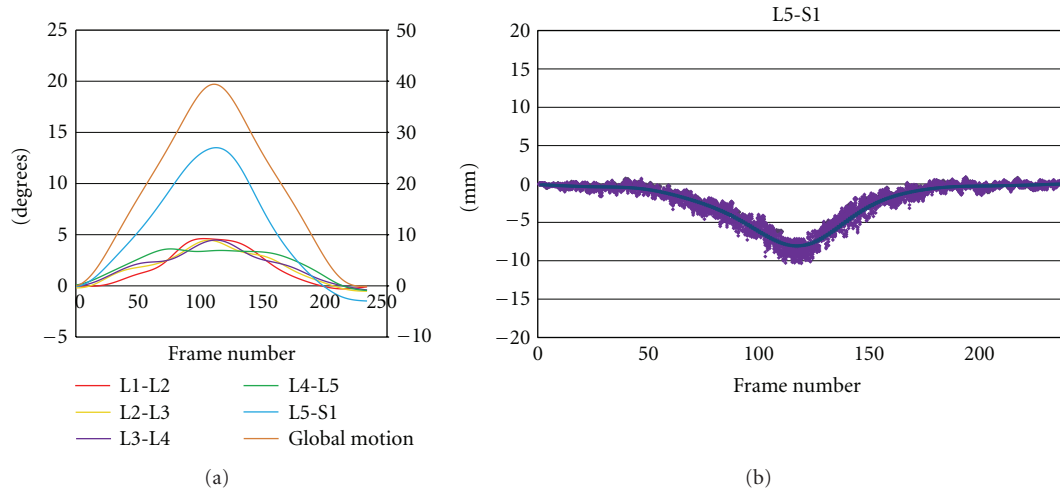 25
20
15
10
5
0
−5
(degrees)
50
40
30
20
10
0
−10
0 50 100 150 200 250
Frame number
L1-L2
L2-L3
L3-L4
L4-L5
L5-S1
Global motion
(a)
L5-S1
20
15
10
5
0
−5
−10
−15
−20
(mm)
0 50 100 150 200
Frame number
(b)